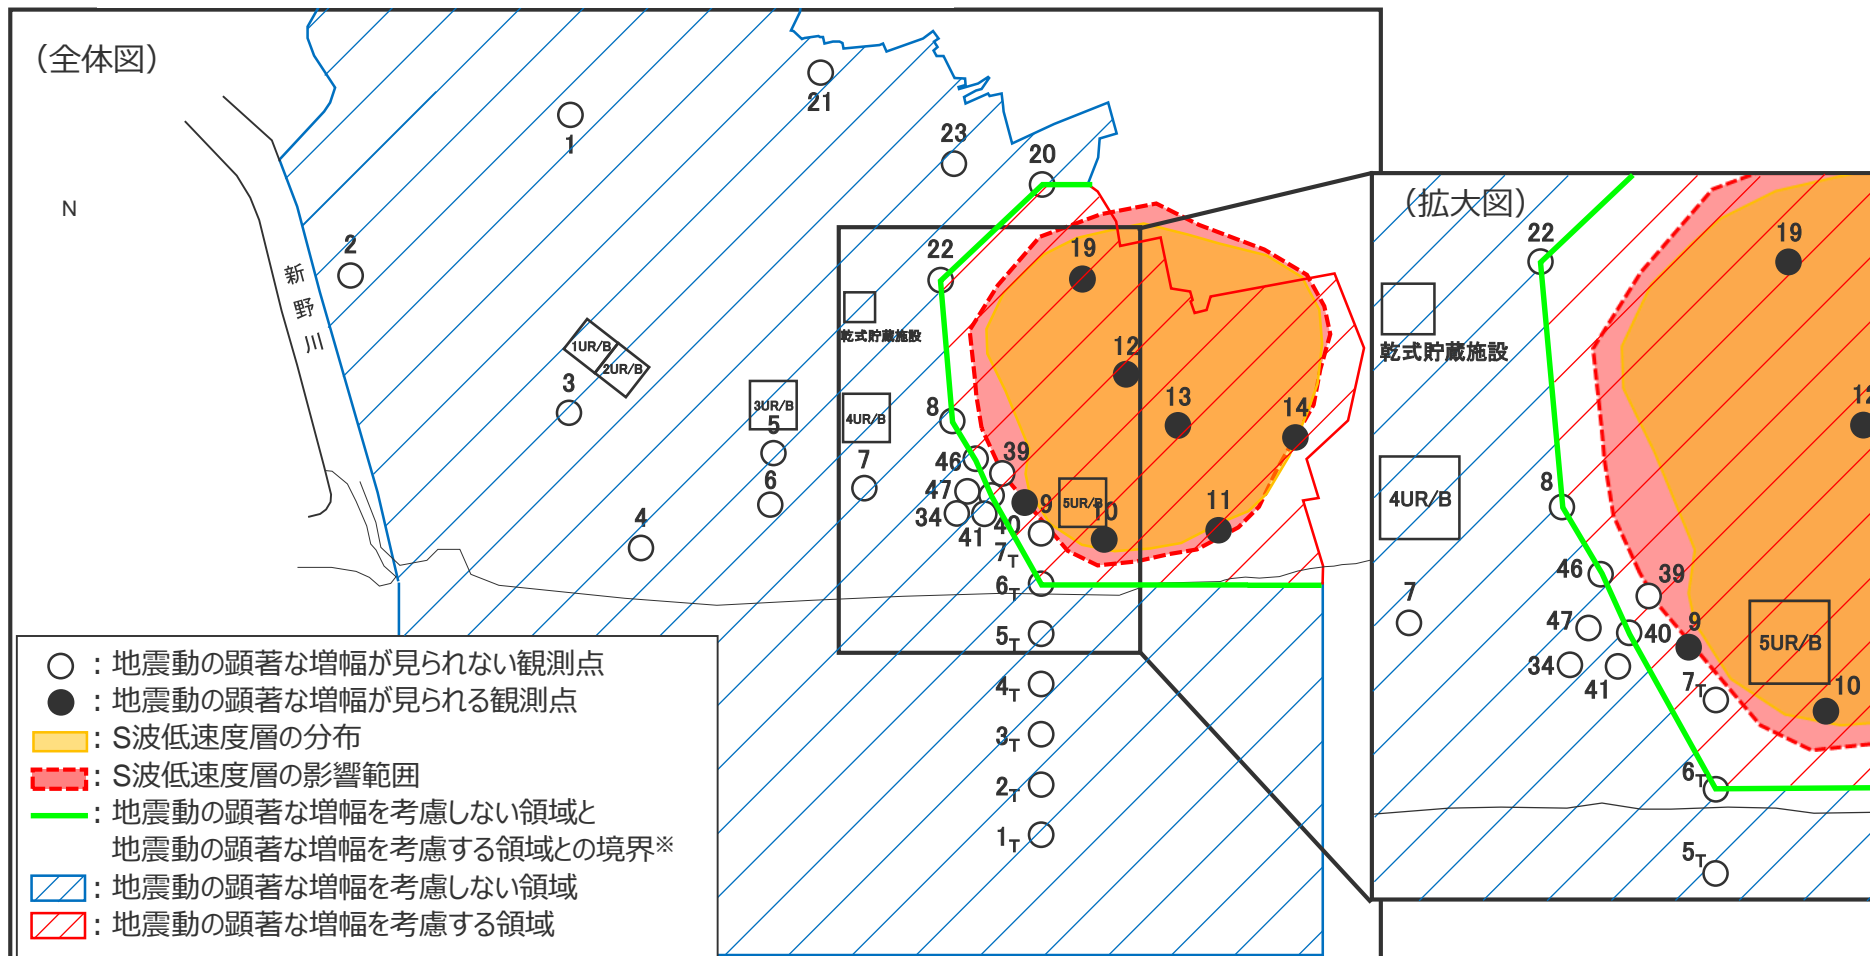 （全体図）
21
1
23
20
N
2
新
野
川
22
19
乾式貯蔵施設
1UR/B
2UR/B
3
3UR/B
5
4UR/B
8
12
13
14
6
7
46
39
47
34
41
40
9
5UR/B
10
11
4
7T
6T
5T
4T
3T
2T
1T
（拡大図）
22
19
乾式貯蔵施設
12
4UR/B
8
46
39
7
47
40
9
34
41
5UR/B
7T
10
6T
5T
：地震動の顕著な増幅が見られない観測点
：地震動の顕著な増幅が見られる観測点
：S波低速度層の分布
：S波低速度層の影響範囲
：地震動の顕著な増幅を考慮しない領域と
地震動の顕著な増幅を考慮する領域との境界※
：地震動の顕著な増幅を考慮しない領域
：地震動の顕著な増幅を考慮する領域